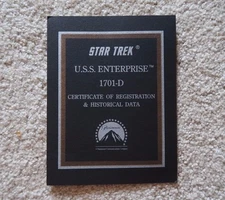 STAR TREK®
U.S.S. ENTERPRISE™
1701-D
CERTIFICATE OF REGISTRATION
& HISTORICAL DATA